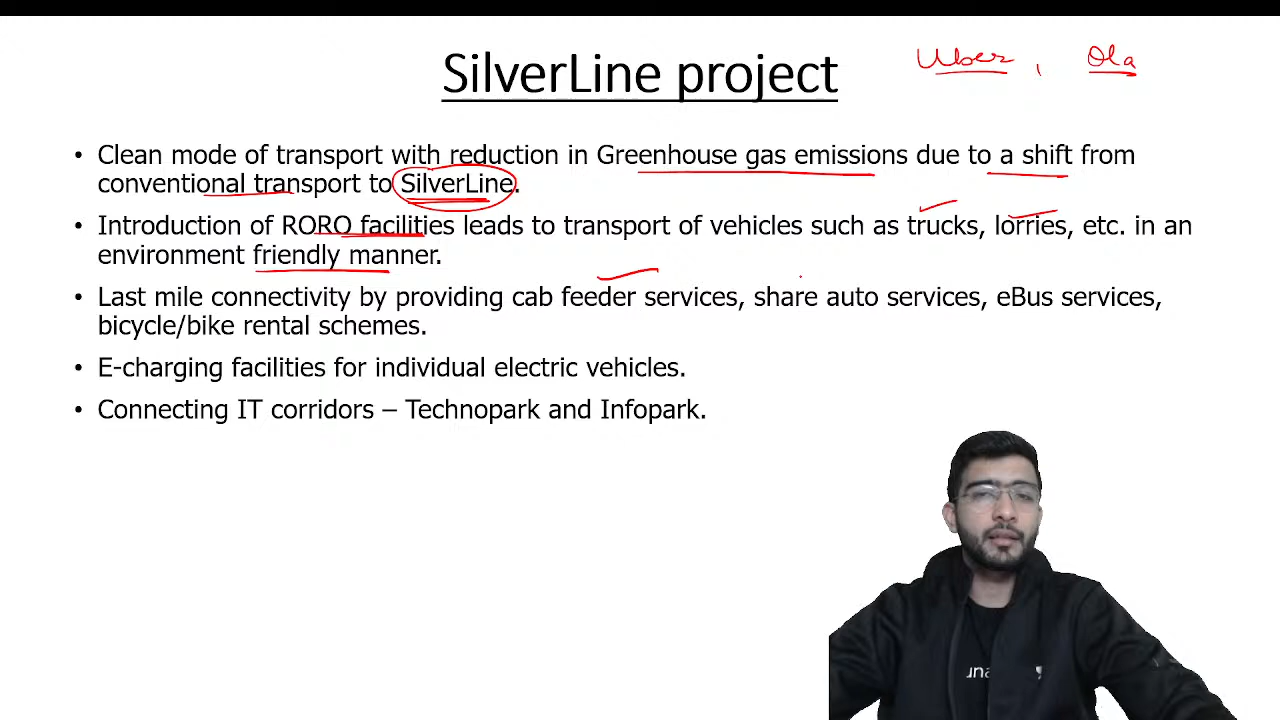 SilverLine project
Uber, Ola
• Clean mode of transport with reduction in Greenhouse gas emissions due to a shift from
conventional transport to SilverLine.
• Introduction of RORO facilities leads to transport of vehicles such as trucks, lorries, etc. in an
environment friendly manner.
• Last mile connectivity by providing cab feeder services, share auto services, eBus services,
bicycle/bike rental schemes.
• E-charging facilities for individual electric vehicles.
• Connecting IT corridors – Technopark and Infopark.